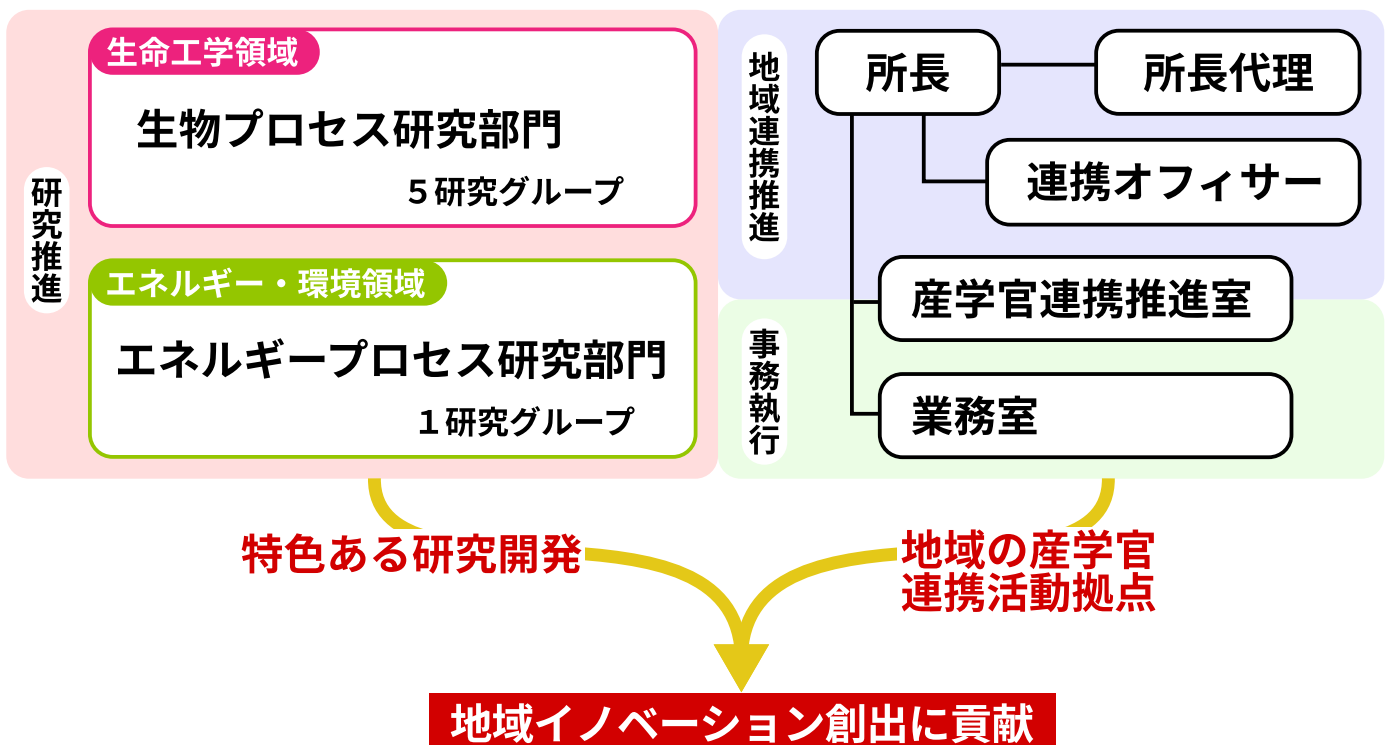 研究推進
生命工学領域
生物プロセス研究部門
５研究グループ
エネルギー・環境領域
エネルギープロセス研究部門
１研究グループ
地域連携推進
所長
所長代理
連携オフィサー
産学官連携推進室
事務執行
業務室
特色ある研究開発
地域の産学官
連携活動拠点
地域イノベーション創出に貢献